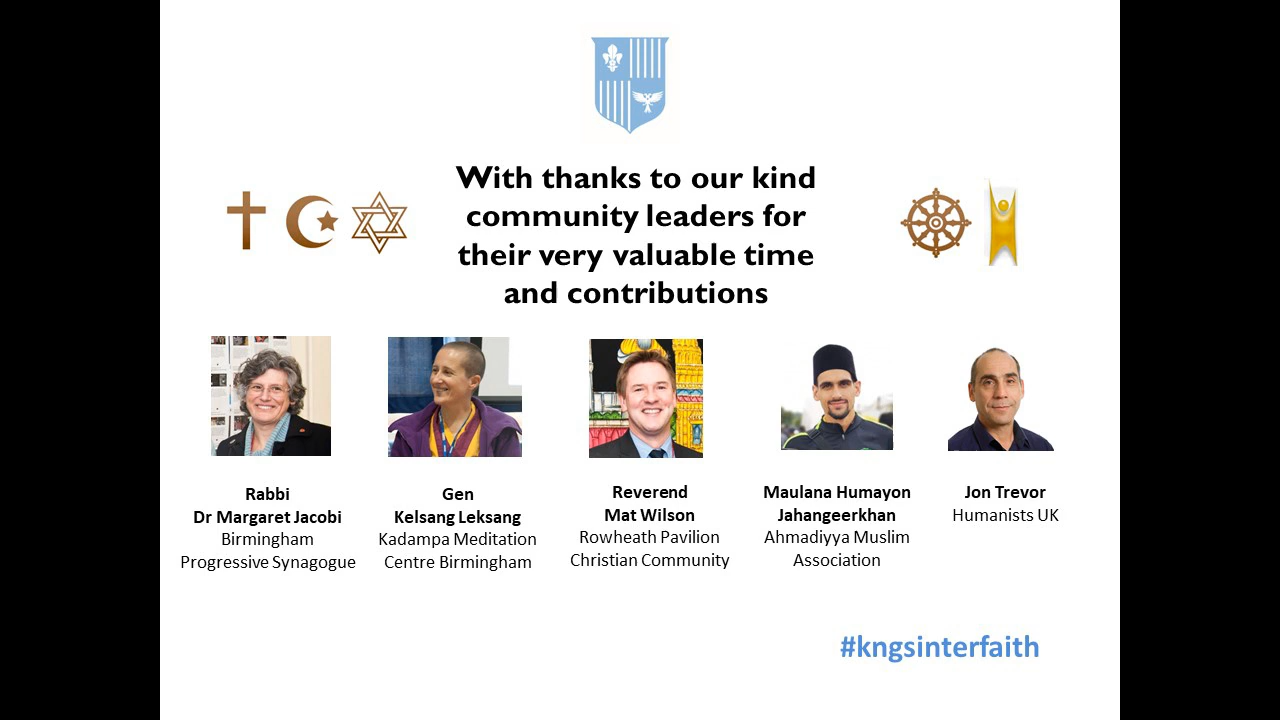 With thanks to our kind
community leaders for
their very valuable time
and contributions
Rabbi
Dr Margaret Jacobi
Birmingham
Progressive Synagogue
Gen
Kelsang Leksang
Kadampa Meditation
Centre Birmingham
Reverend
Mat Wilson
Rowheath Pavilion
Christian Community
Maulana Humayon
Jahangeerkhan
Ahmadiyya Muslim
Association
Jon Trevor
Humanists UK
#kngsinterfaith